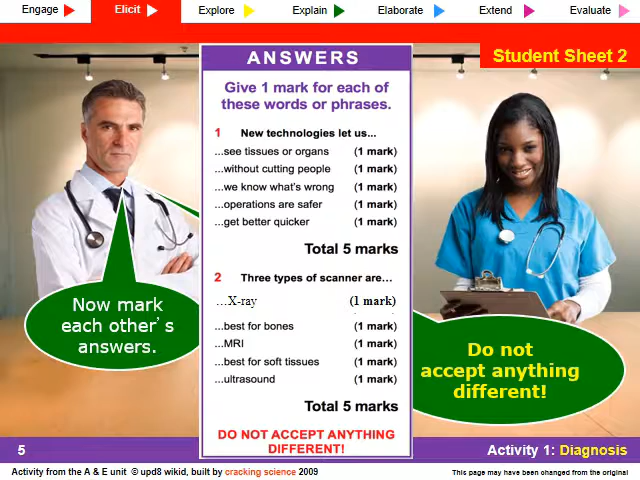 Engage Elicit Explore Explain Elaborate Extend Evaluate
Student Sheet 2
ANSWERS
Give 1 mark for each of
these words or phrases.
1 New technologies let us...
...see tissues or organs (1 mark)
...without cutting people (1 mark)
...we know what's wrong (1 mark)
...operations are safer (1 mark)
...get better quicker (1 mark)
Total 5 marks
2 Three types of scanner are...
...X-ray (1 mark)
...best for bones (1 mark)
...MRI (1 mark)
...best for soft tissues (1 mark)
...ultrasound (1 mark)
Total 5 marks
DO NOT ACCEPT ANYTHING
DIFFERENT!
Now mark
each other's
answers.
Do not
accept anything
different!
5
Activity 1: Diagnosis
Activity from the A & E unit © upd8 wikid, built by cracking science 2009
This page may have been changed from the original